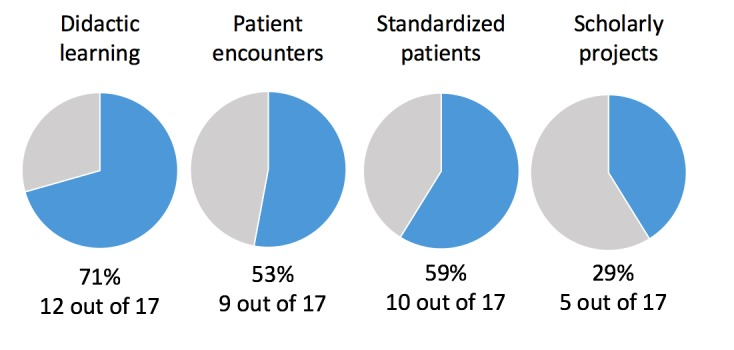 Didactic
learning
Patient
encounters
Standardized
patients
Scholarly
projects
71%
12 out of 17
53%
9 out of 17
59%
10 out of 17
29%
5 out of 17